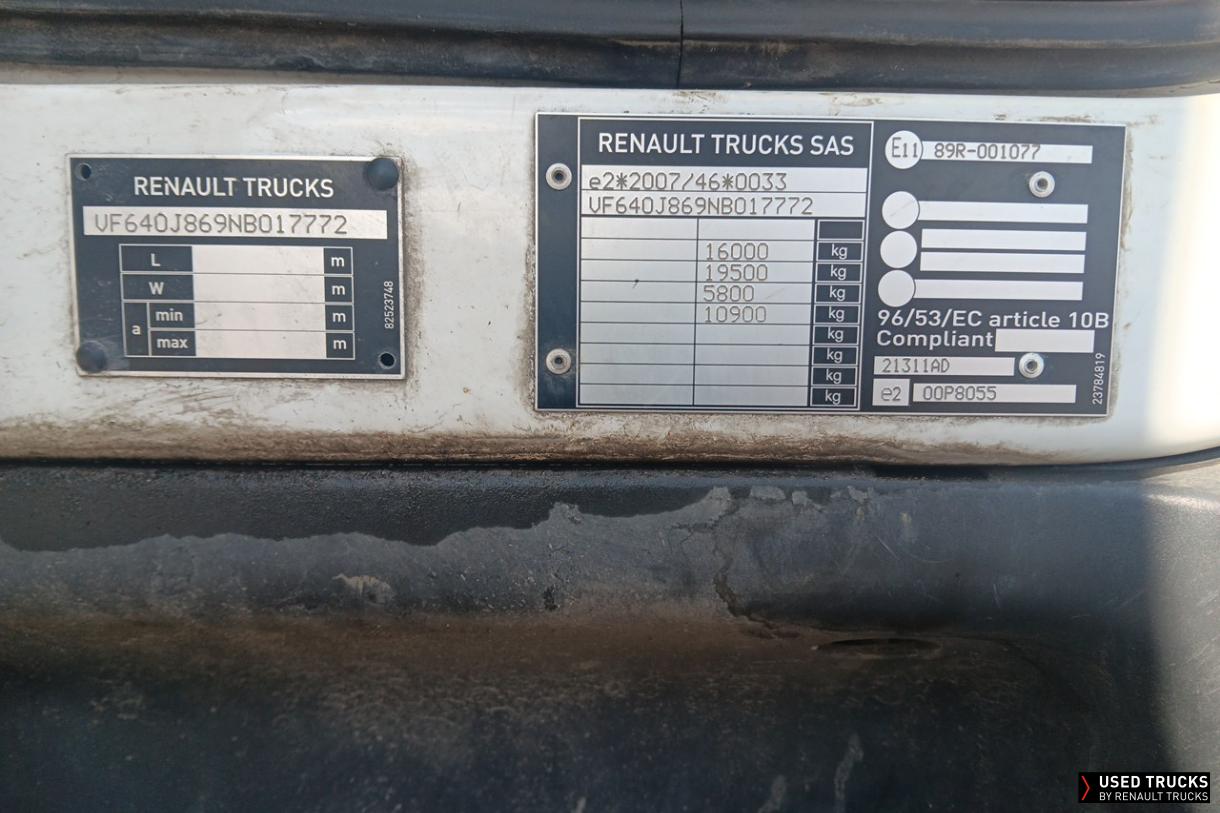 RENAULT TRUCKS
VF640J869NB017772
L m
W m
a min m
max m
82523748
RENAULT TRUCKS SAS
e2*2007/46*0033
VF640J869NB017772
16000 kg
19500 kg
5800 kg
10900 kg
kg
kg
kg
kg
E11 89R-001077
96/53/EC article 10B
Compliant
21311AD
e2 00P8055
23784819
USED TRUCKS
BY RENAULT TRUCKS